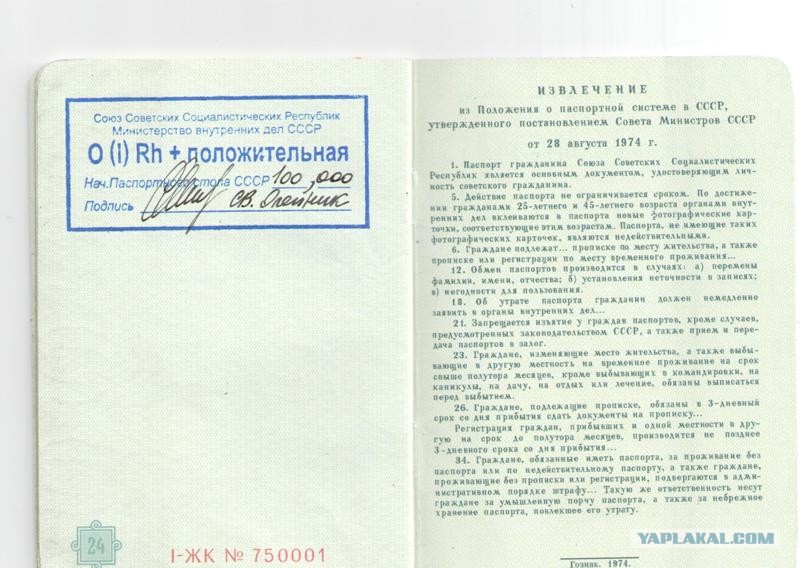 Союз Советских Социалистических Республик
Министерство внутренних дел СССР
O (i) Rh + положительная
Нач.Паспортного стола СССР 100,000
Подпись СВ. Олейник
24
I-ЖК № 750001
ИЗВЛЕЧЕНИЕ
из Положения о паспортной системе в СССР,
утвержденного постановлением Совета Министров СССР
от 28 августа 1974 г.
1. Паспорт гражданина Союза Советских Социалистических
Республик является основным документом, удостоверяющим лич-
ность советского гражданина.
5. Действие паспорта не ограничивается сроком. По достиже-
нии гражданами 25-летнего и 45-летнего возраста органами внут-
ренних дел вклеиваются в паспорта новые фотографические кар-
точки, соответствующие этим возрастам. Паспорта, не имеющие таких
фотографических карточек, являются недействительными.
6. Граждане подлежат... прописке по месту жительства, а также
прописке или регистрации по месту временного проживания...
12. Обмен паспортов производится в случаях: а) перемены
фамилии, имени, отчества; б) установления неточности в записях;
в) негодности для пользования.
18. Об утрате паспорта гражданин должен немедленно
заявить в органы внутренних дел...
21. Запрещается изъятие у граждан паспортов, кроме случаев,
предусмотренных законодательством СССР, а также прием и пере-
дача паспортов в залог.
23. Граждане, изменяющие место жительства, а также выбы-
вающие в другую местность на временное проживание на срок
свыше полутора месяцев, кроме выбывающих в командировки, на
каникулы, на дачу, на отдых или лечение, обязаны выписаться
перед выбытием.
26. Граждане, подлежащие прописке, обязаны в 3-дневный
срок со дня прибытия сдать документы на прописку...
Регистрация граждан, прибывших из одной местности в дру-
гую на срок до полутора месяцев, производится не позднее
3-дневного срока со дня прибытия...
34. Граждане, обязанные иметь паспорта, за проживание без
паспорта или по недействительному паспорту, а также граждане,
проживающие без прописки или регистрации, подвергаются в ад-
министративном порядке штрафу... Такую же ответственность несут
граждане за умышленную порчу паспорта, а также за небрежное
хранение паспорта, повлекшее его утрату.
YAPLAKAL.COM
Гознак. 1974.